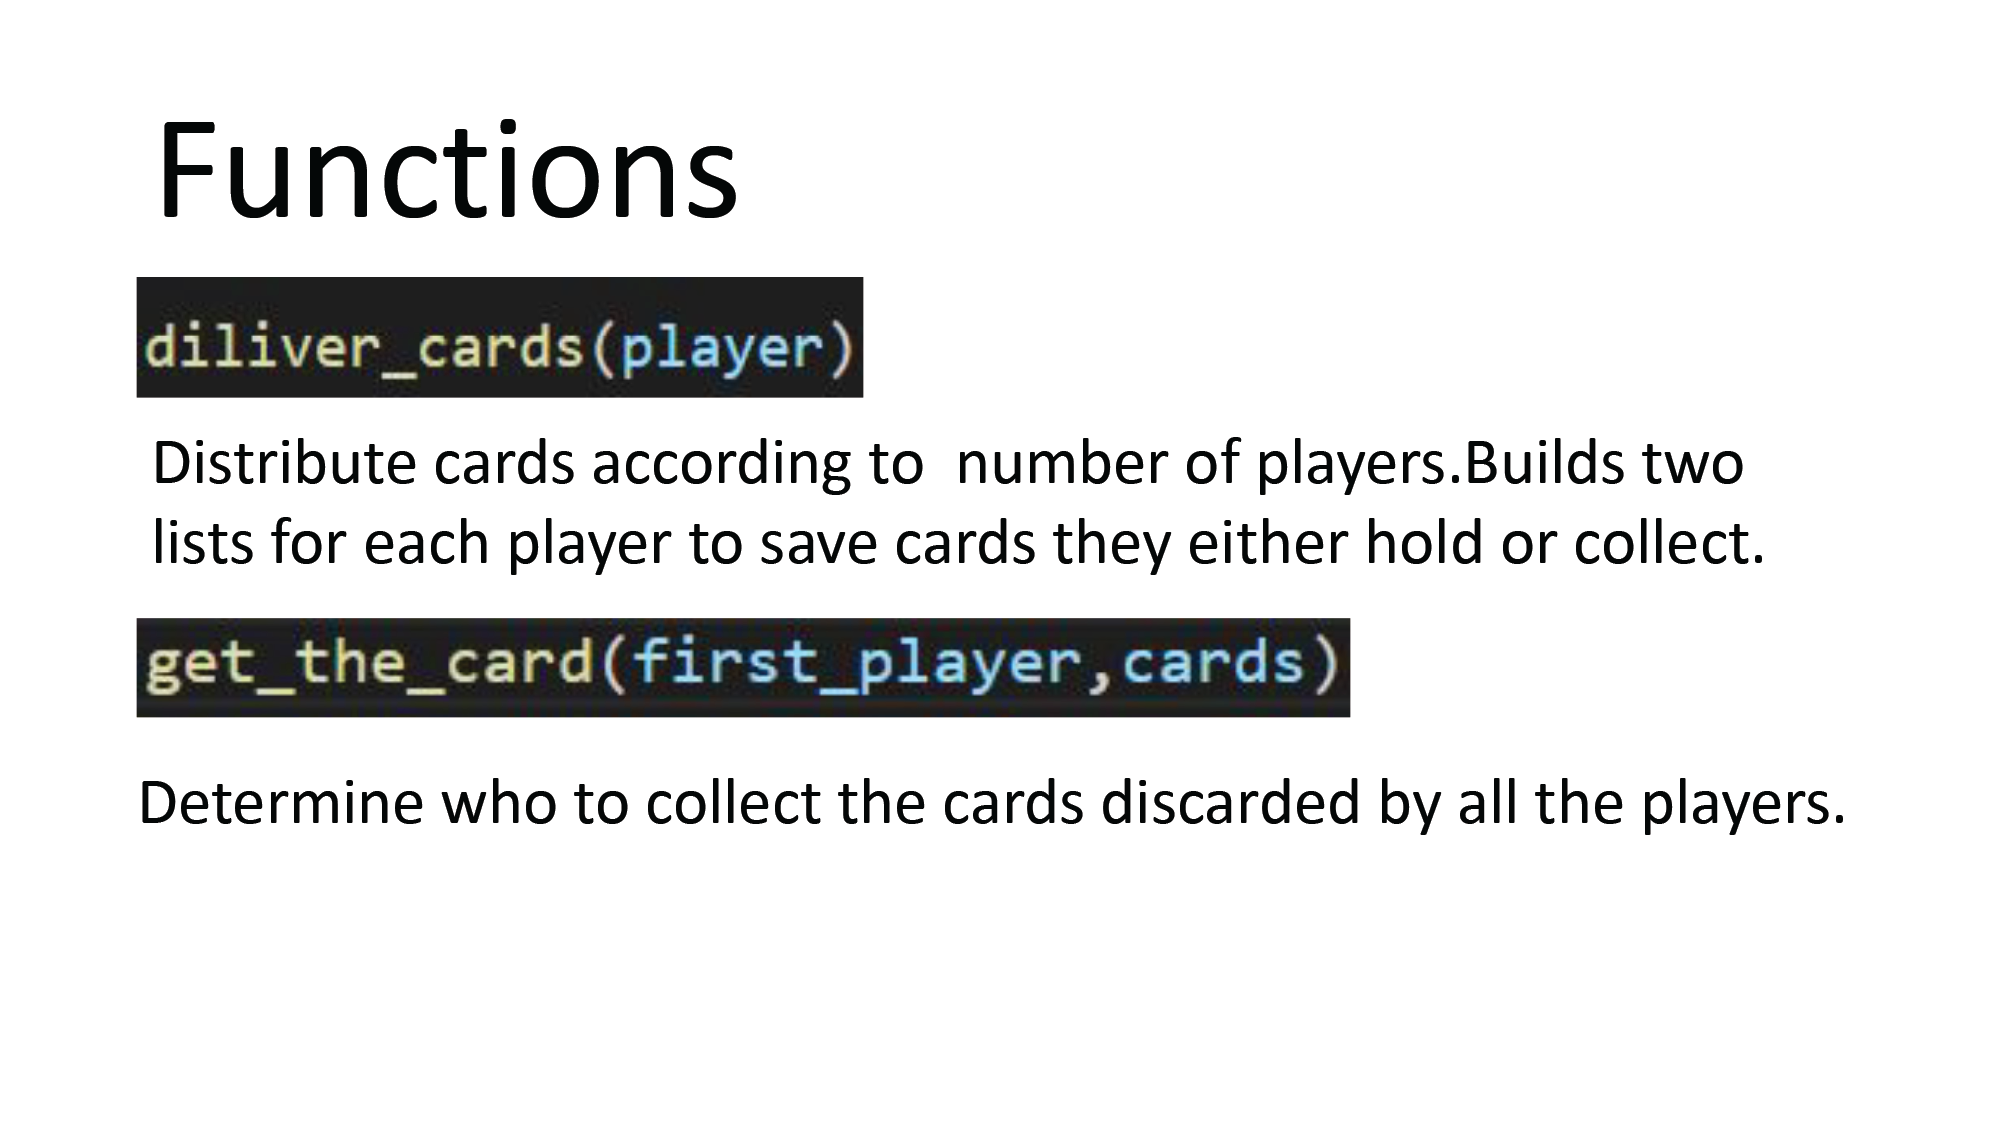 Functions
diliver_cards(player)
Distribute cards according to  number of players.Builds two
lists for each player to save cards they either hold or collect.
get_the_card(first_player,cards)
Determine who to collect the cards discarded by all the players.